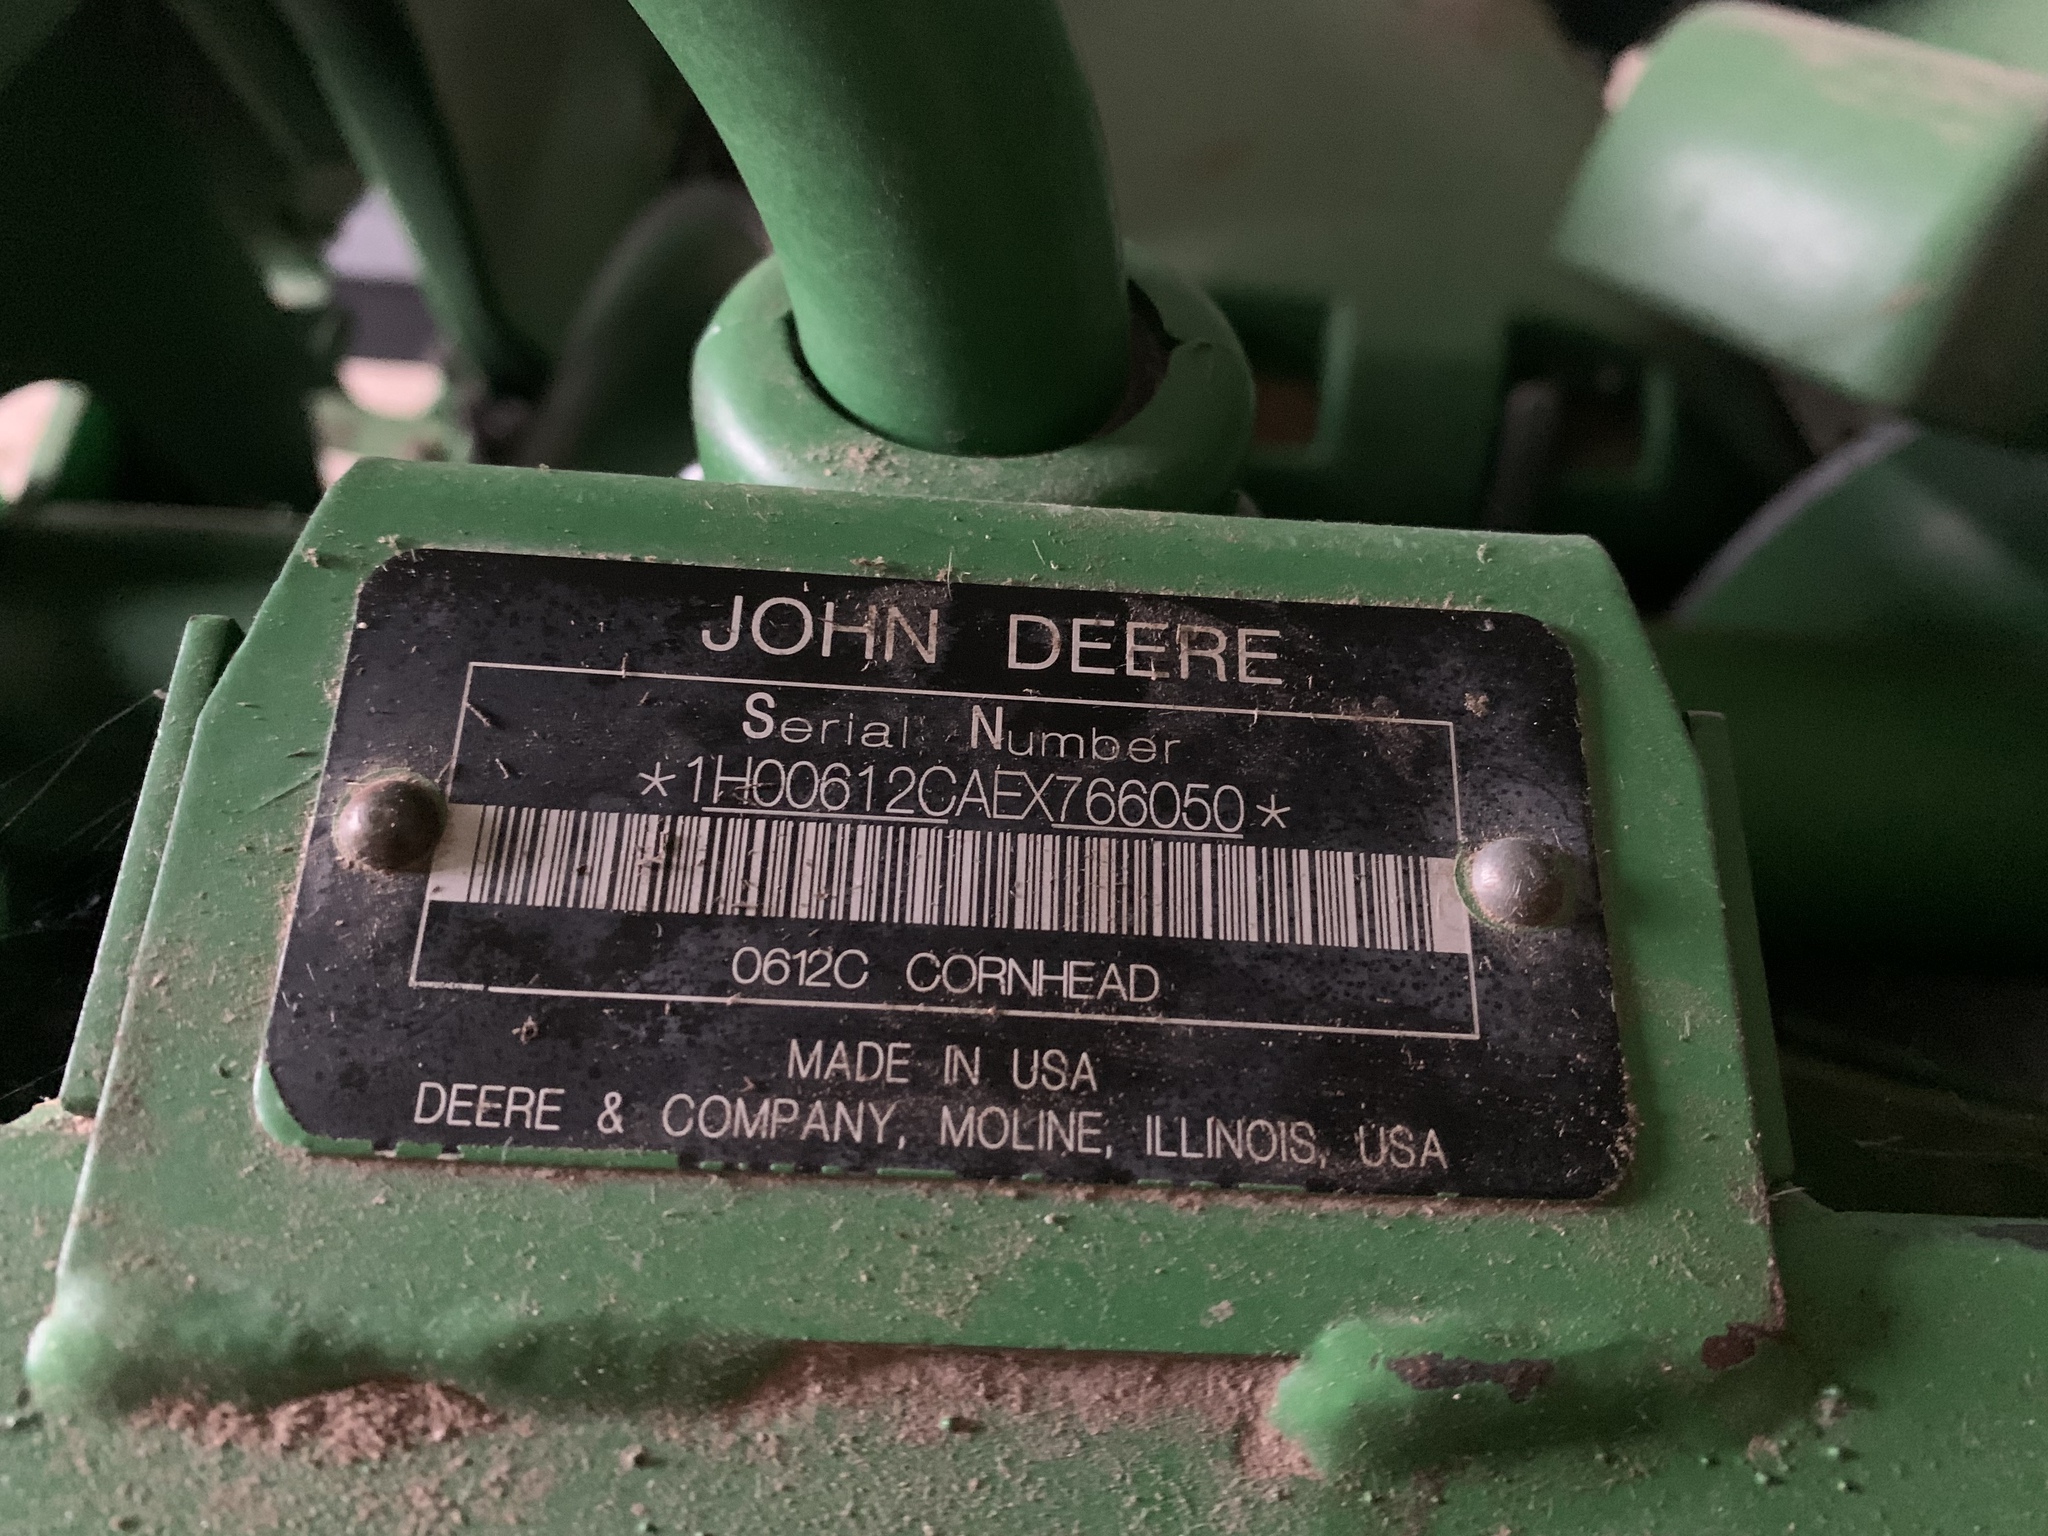 JOHN DEERE
Serial Number
*1H00612CAEX766050*
0612C CORNHEAD
MADE IN USA
DEERE & COMPANY, MOLINE, ILLINOIS, USA